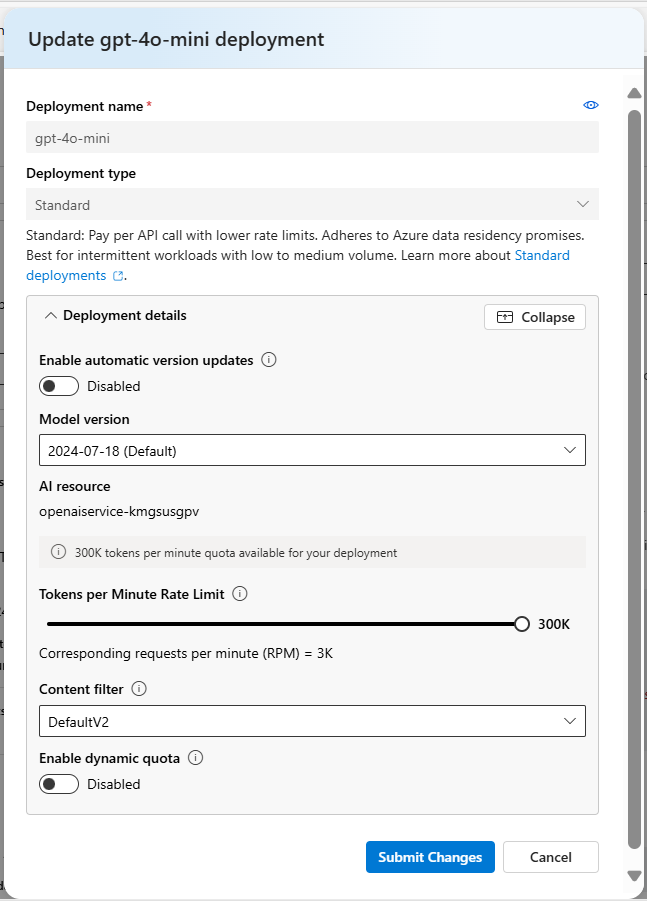 Update gpt-4o-mini deployment
Deployment name *
gpt-4o-mini
Deployment type
Standard
Standard: Pay per API call with lower rate limits. Adheres to Azure data residency promises.
Best for intermittent workloads with low to medium volume. Learn more about Standard
deployments.
Deployment details
Collapse
Enable automatic version updates
Disabled
Model version
2024-07-18 (Default)
AI resource
openaiservice-kmgsusgpv
300K tokens per minute quota available for your deployment
Tokens per Minute Rate Limit
300K
Corresponding requests per minute (RPM) = 3K
Content filter
DefaultV2
Enable dynamic quota
Disabled
Submit Changes
Cancel